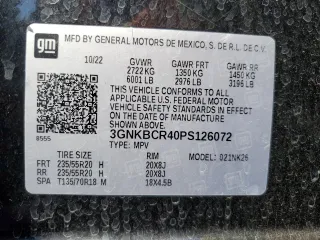 gm
MFD BY GENERAL MOTORS DE MEXICO, S. DE R.L. DE C.V.
10/22 GVWR GAWR FRT GAWR RR
2722 KG 1350 KG 1450 KG
6001 LB 2976 LB 3196 LB
THIS VEHICLE CONFORMS TO ALL
APPLICABLE U.S. FEDERAL MOTOR
VEHICLE SAFETY STANDARDS IN
EFFECT ON THE DATE OF
MANUFACTURE SHOWN ABOVE.
3GNKBCR40PS126072
8555 TYPE: MPV MODEL: 021NK26
TIRE SIZE RIM
FRT 235/55R20 H 20X8J
RR 235/55R20 H 20X8J
SPA T135/70R18 M 18X4.5B